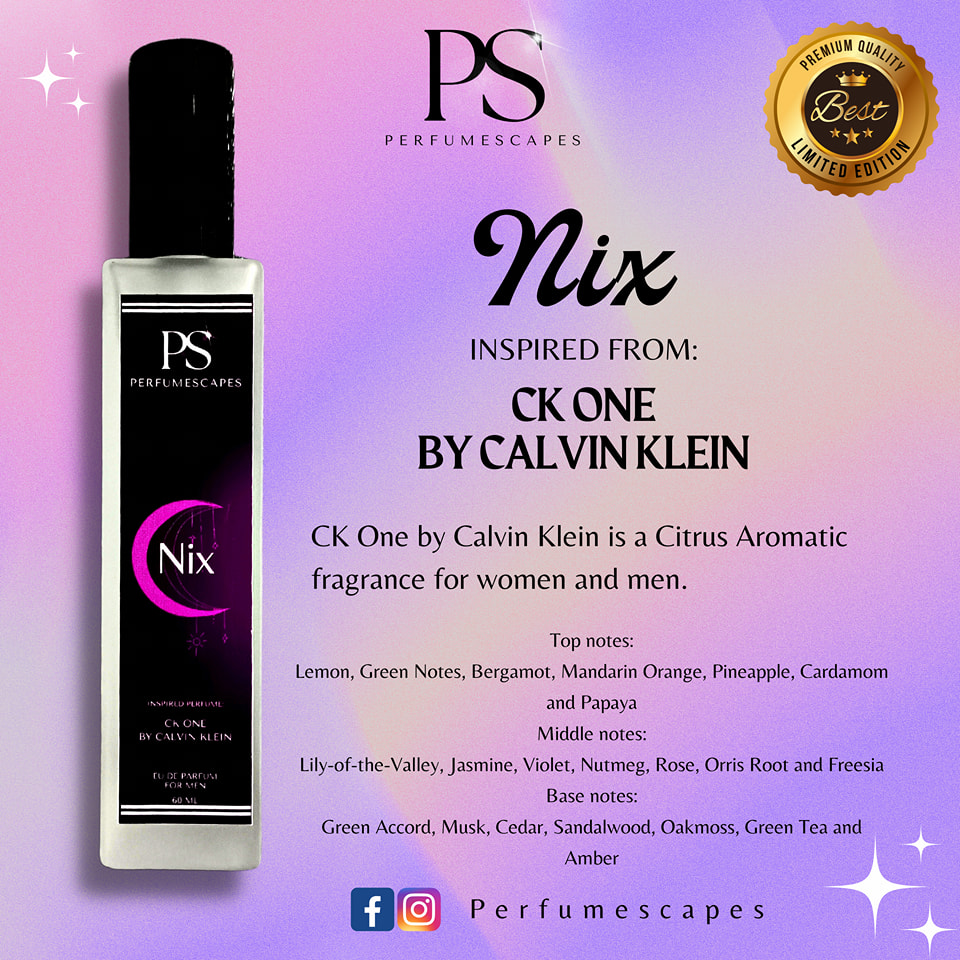 PS
PERFUMESCAPES
PREMIUM QUALITY
Best
LIMITED EDITION
Nix
INSPIRED FROM:
CK ONE
BY CALVIN KLEIN
CK One by Calvin Klein is a Citrus Aromatic
fragrance for women and men.
Top notes:
Lemon, Green Notes, Bergamot, Mandarin Orange, Pineapple, Cardamom
and Papaya
Middle notes:
Lily-of-the-Valley, Jasmine, Violet, Nutmeg, Rose, Orris Root and Freesia
Base notes:
Green Accord, Musk, Cedar, Sandalwood, Oakmoss, Green Tea and
Amber
Perfumescapes
PS
PERFUMESCAPES
Nix
INSPIRED PERFUME
CK ONE
BY CALVIN KLEIN
EU DE PARFUM
FOR MEN
60 ML